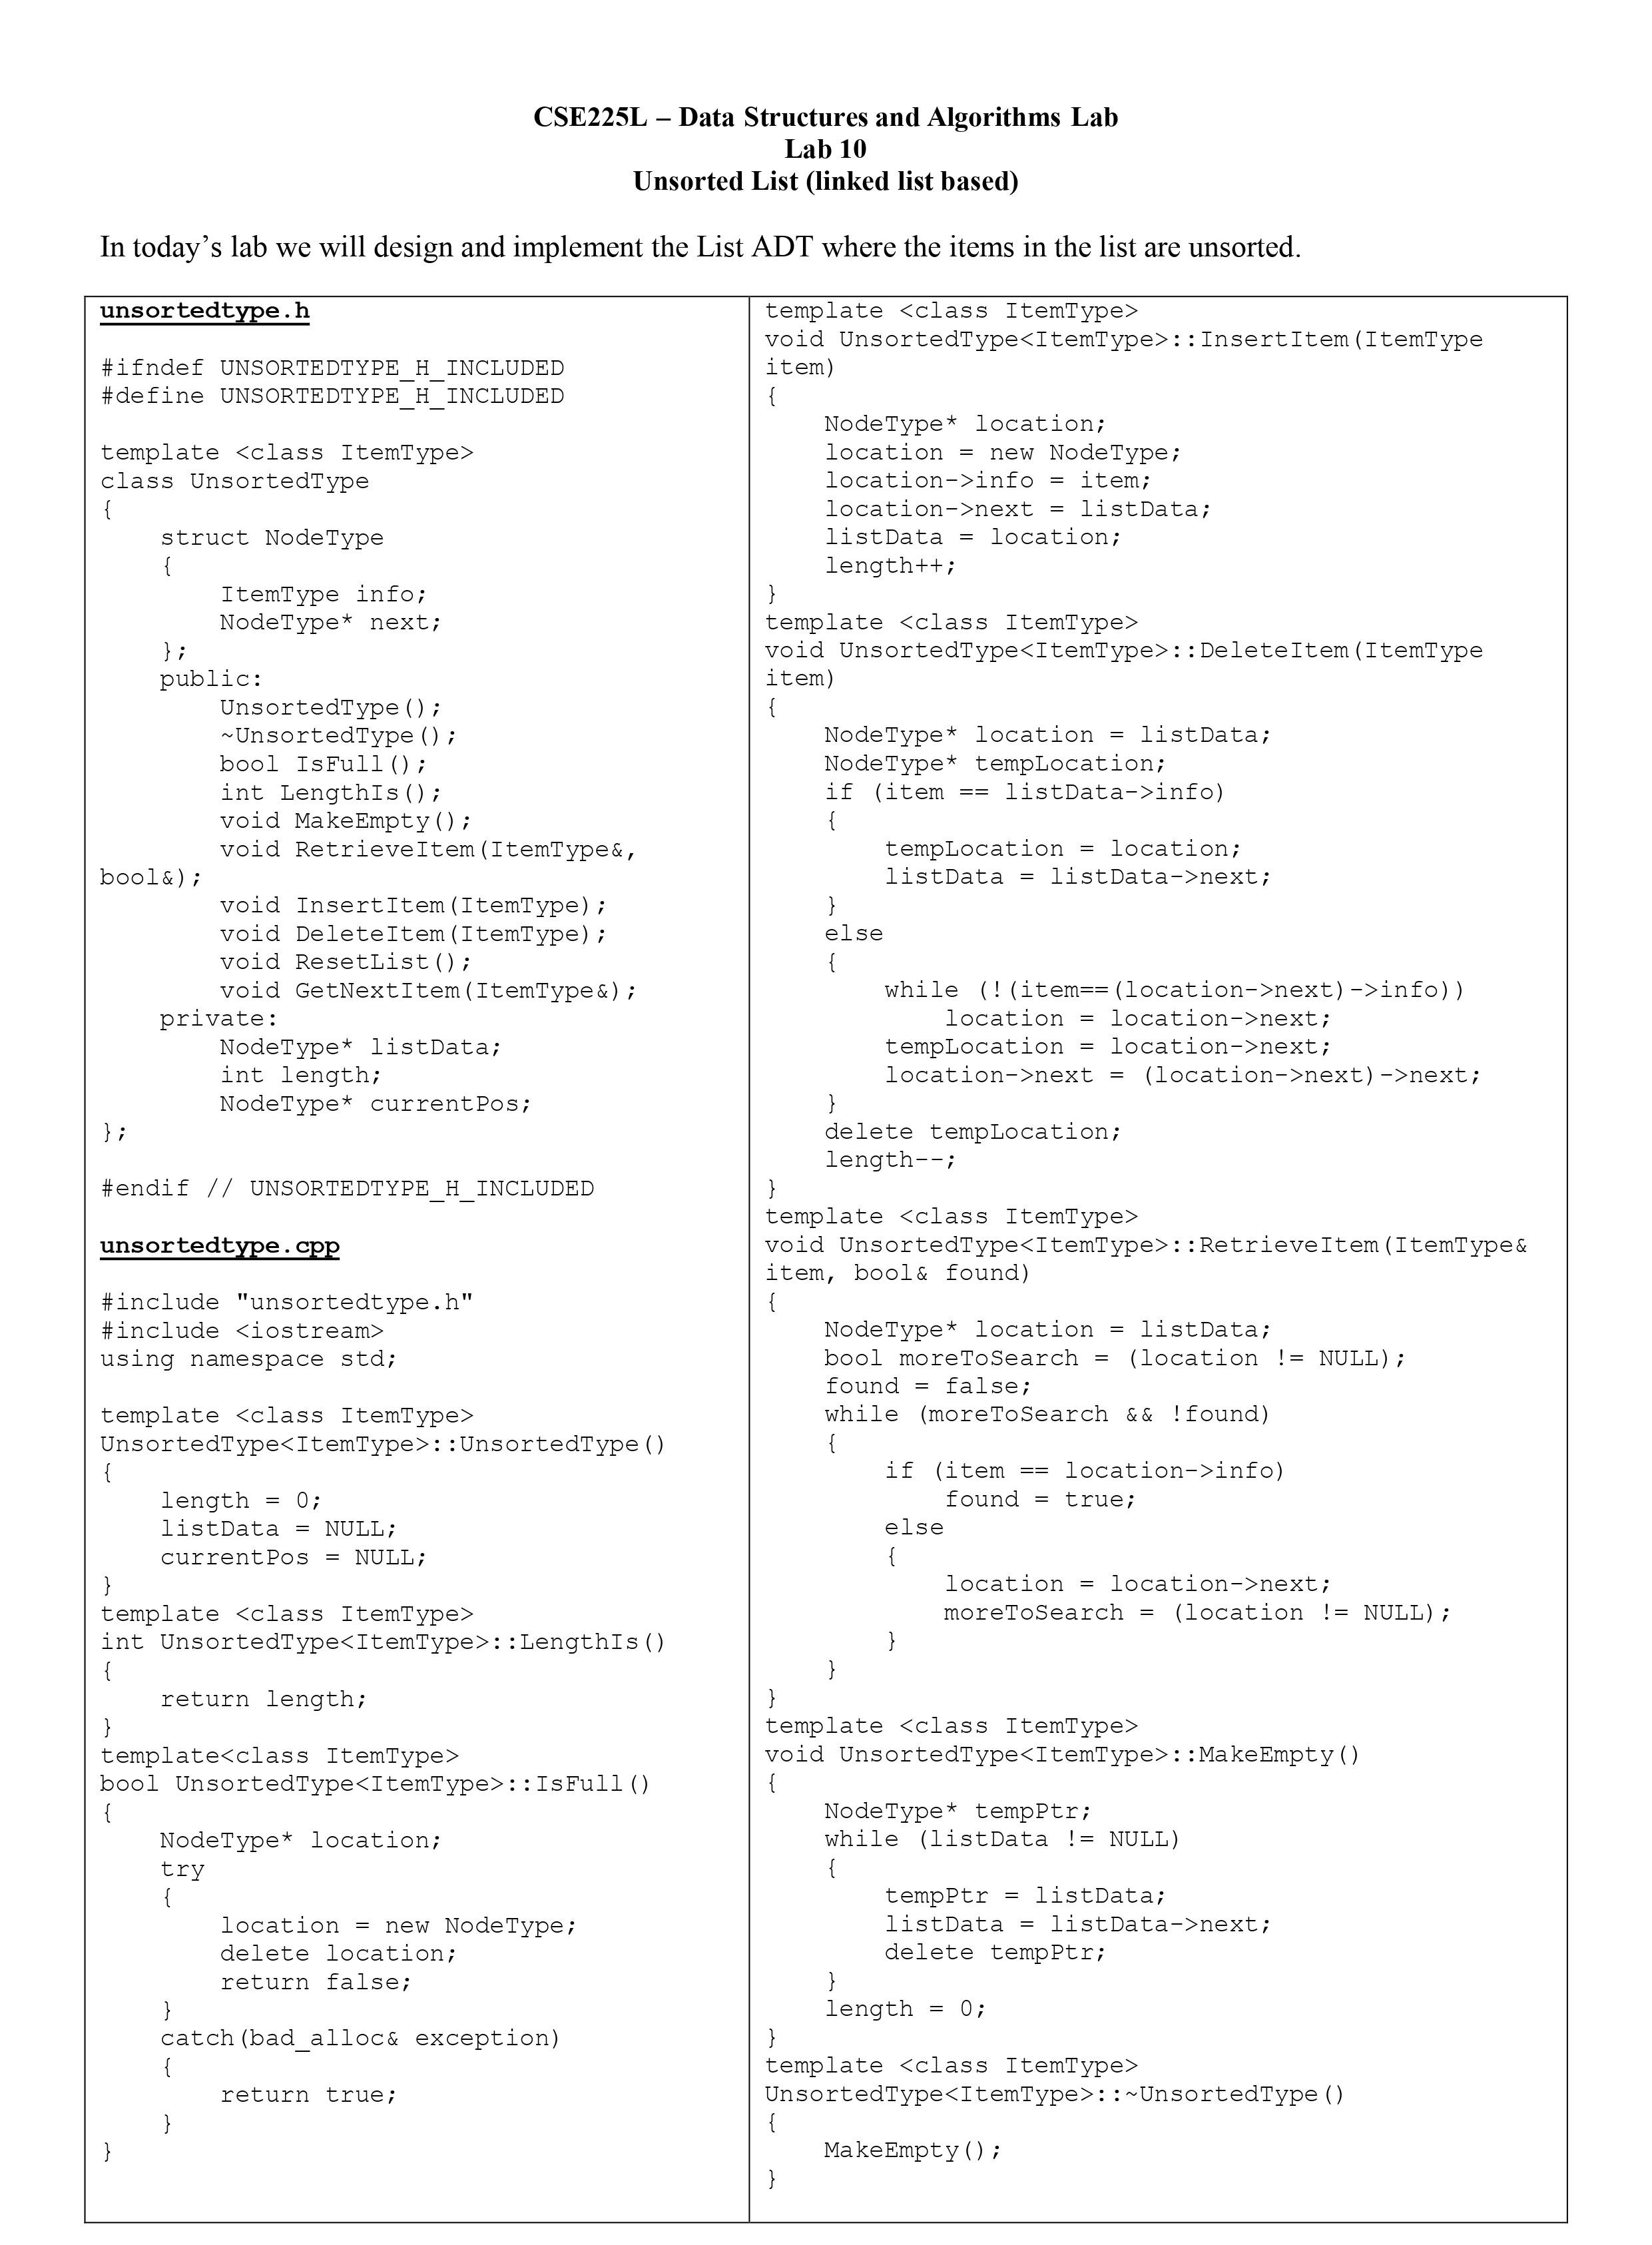 CSE225L – Data Structures and Algorithms Lab
Lab 10
Unsorted List (linked list based)
In today’s lab we will design and implement the List ADT where the items in the list are unsorted.
unsortedtype.h
#ifndef UNSORTEDTYPE_H_INCLUDED
#define UNSORTEDTYPE_H_INCLUDED
template <class ItemType>
class UnsortedType
{
    struct NodeType
    {
        ItemType info;
        NodeType* next;
    };
    public:
        UnsortedType();
        ~UnsortedType();
        bool IsFull();
        int LengthIs();
        void MakeEmpty();
        void RetrieveItem(ItemType&,
bool&);
        void InsertItem(ItemType);
        void DeleteItem(ItemType);
        void ResetList();
        void GetNextItem(ItemType&);
    private:
        NodeType* listData;
        int length;
        NodeType* currentPos;
};
#endif // UNSORTEDTYPE_H_INCLUDED
unsortedtype.cpp
#include "unsortedtype.h"
#include <iostream>
using namespace std;
template <class ItemType>
UnsortedType<ItemType>::UnsortedType()
{
    length = 0;
    listData = NULL;
    currentPos = NULL;
}
template <class ItemType>
int UnsortedType<ItemType>::LengthIs()
{
    return length;
}
template<class ItemType>
bool UnsortedType<ItemType>::IsFull()
{
    NodeType* location;
    try
    {
        location = new NodeType;
        delete location;
        return false;
    }
    catch(bad_alloc& exception)
    {
        return true;
    }
}
template <class ItemType>
void UnsortedType<ItemType>::InsertItem(ItemType
item)
{
    NodeType* location;
    location = new NodeType;
    location->info = item;
    location->next = listData;
    listData = location;
    length++;
}
template <class ItemType>
void UnsortedType<ItemType>::DeleteItem(ItemType
item)
{
    NodeType* location = listData;
    NodeType* tempLocation;
    if (item == listData->info)
    {
        tempLocation = location;
        listData = listData->next;
    }
    else
    {
        while (!(item==(location->next)->info))
            location = location->next;
        tempLocation = location->next;
        location->next = (location->next)->next;
    }
    delete tempLocation;
    length--;
}
template <class ItemType>
void UnsortedType<ItemType>::RetrieveItem(ItemType&
item, bool& found)
{
    NodeType* location = listData;
    bool moreToSearch = (location != NULL);
    found = false;
    while (moreToSearch && !found)
    {
        if (item == location->info)
            found = true;
        else
        {
            location = location->next;
            moreToSearch = (location != NULL);
        }
    }
}
template <class ItemType>
void UnsortedType<ItemType>::MakeEmpty()
{
    NodeType* tempPtr;
    while (listData != NULL)
    {
        tempPtr = listData;
        listData = listData->next;
        delete tempPtr;
    }
    length = 0;
}
template <class ItemType>
UnsortedType<ItemType>::~UnsortedType()
{
    MakeEmpty();
}